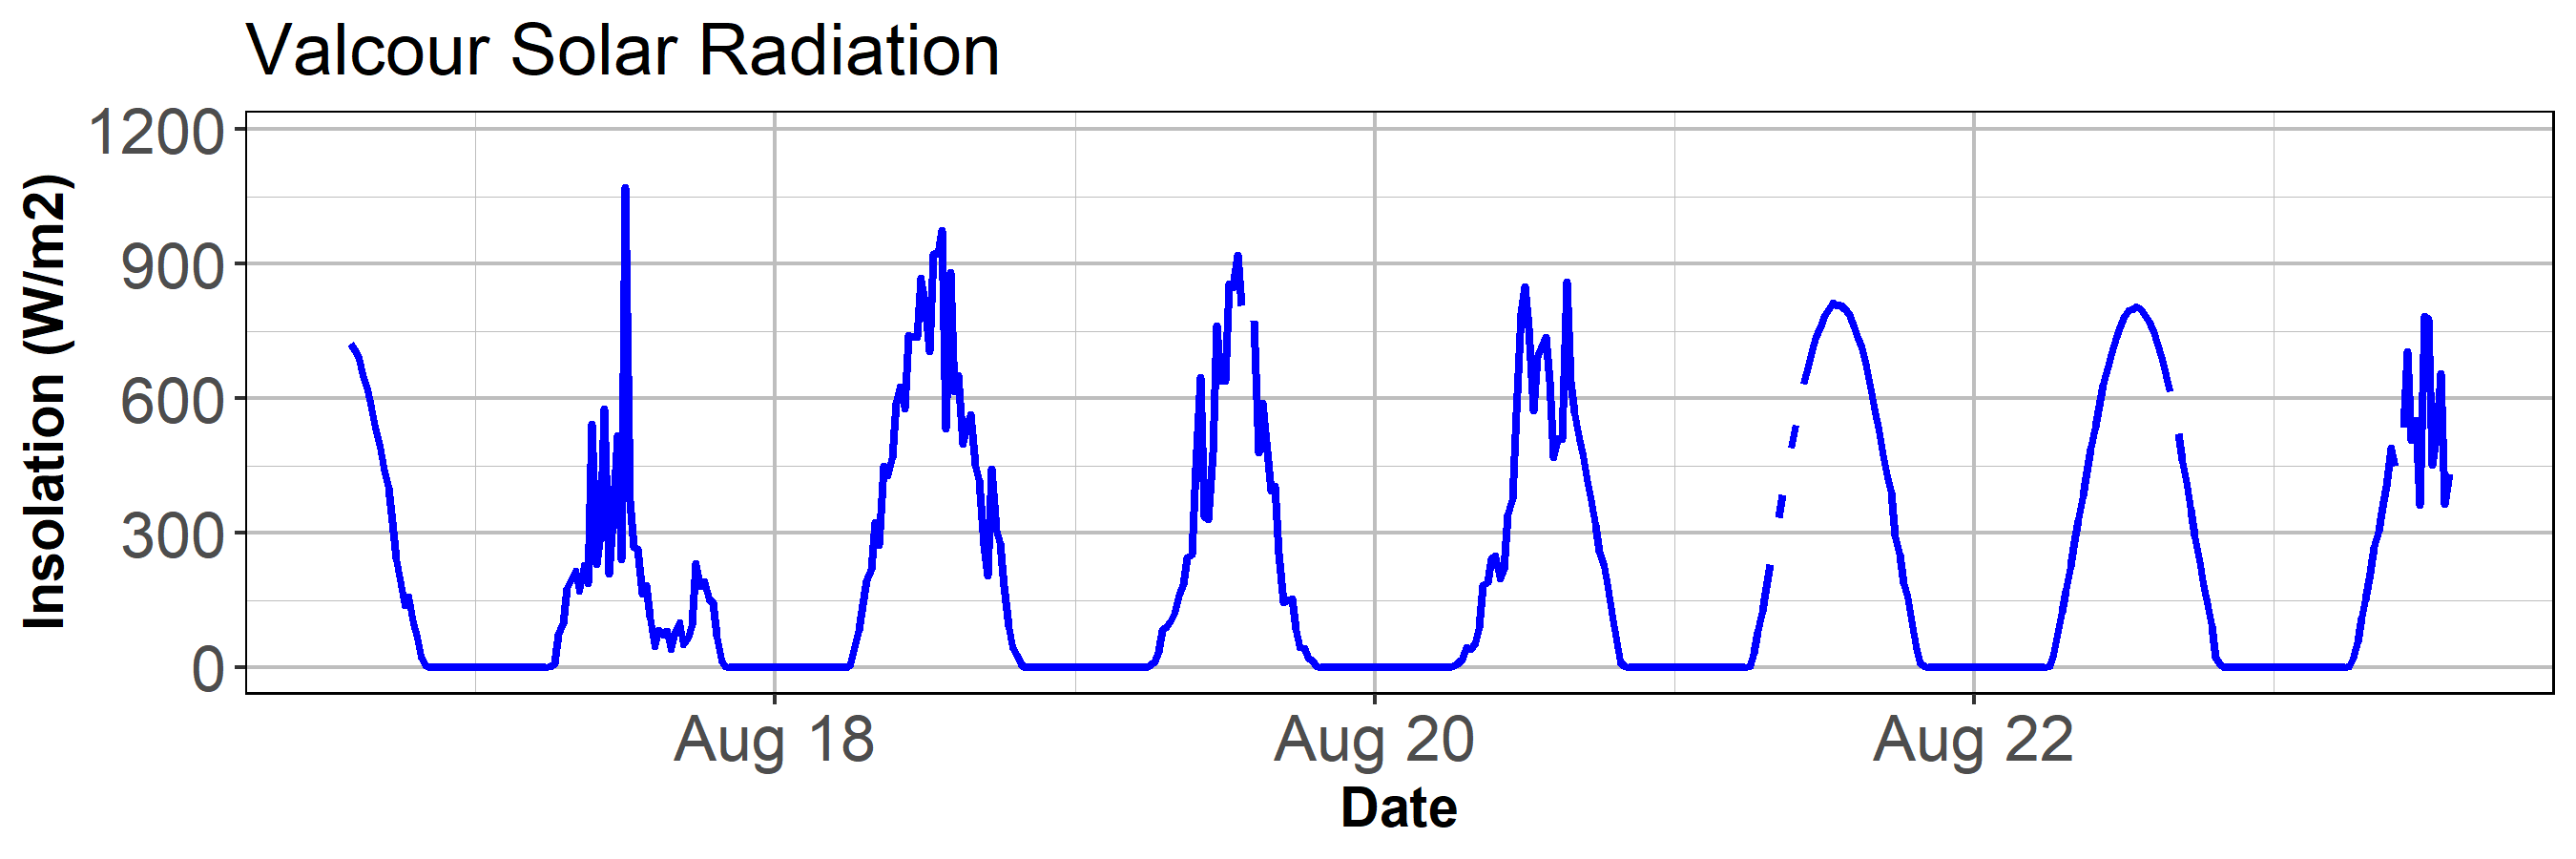 Valcour Solar Radiation
1200
900
600
300
0
Insolation (W/m2)
Aug 18
Aug 20
Aug 22
Date